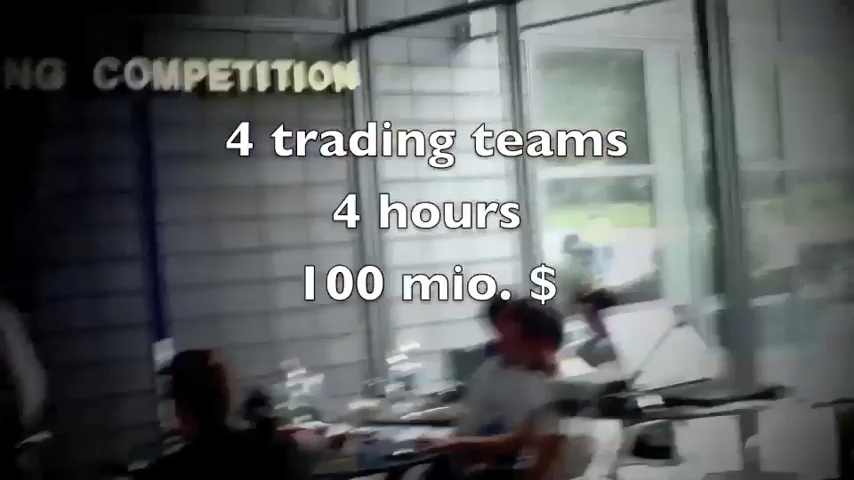 NG COMPETITION
4 trading teams
4 hours
100 mio. $